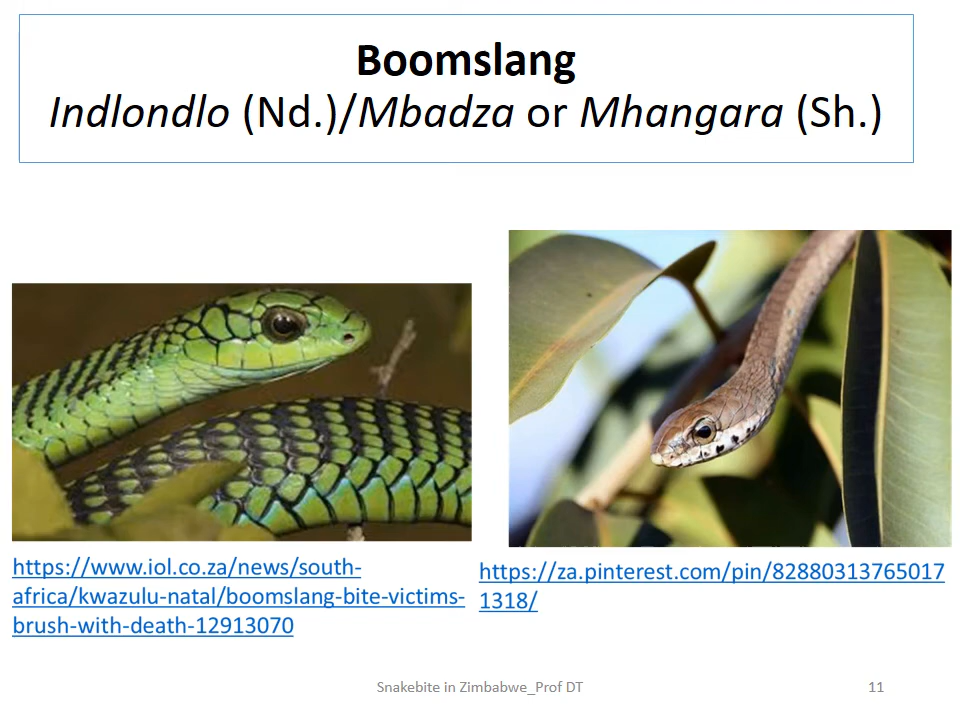 Boomslang
Indlondlo (Nd.)/Mbadza or Mhangara (Sh.)
https://www.iol.co.za/news/south-
africa/kwazulu-natal/boomslang-bite-victims-
brush-with-death-12913070
https://za.pinterest.com/pin/82880313765017
1318/
Snakebite in Zimbabwe_Prof DT
11